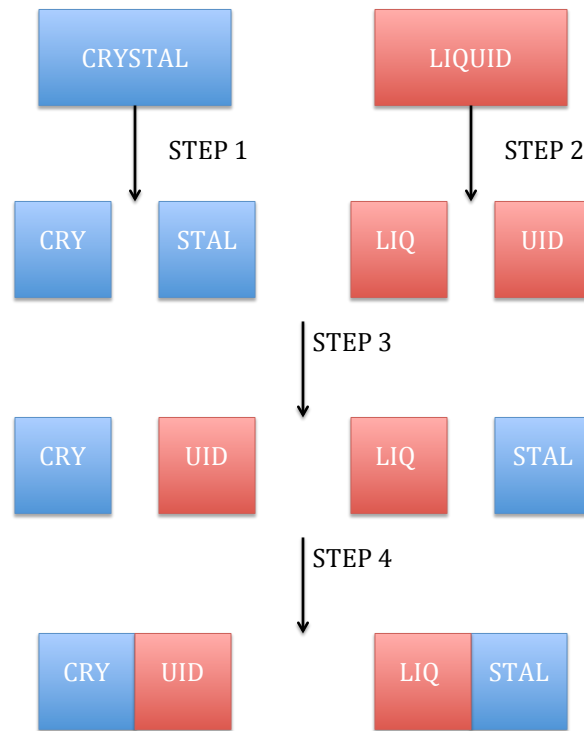 CRYSTAL
LIQUID
STEP 1
STEP 2
CRY
STAL
LIQ
UID
STEP 3
CRY
UID
LIQ
STAL
STEP 4
CRY
UID
LIQ
STAL